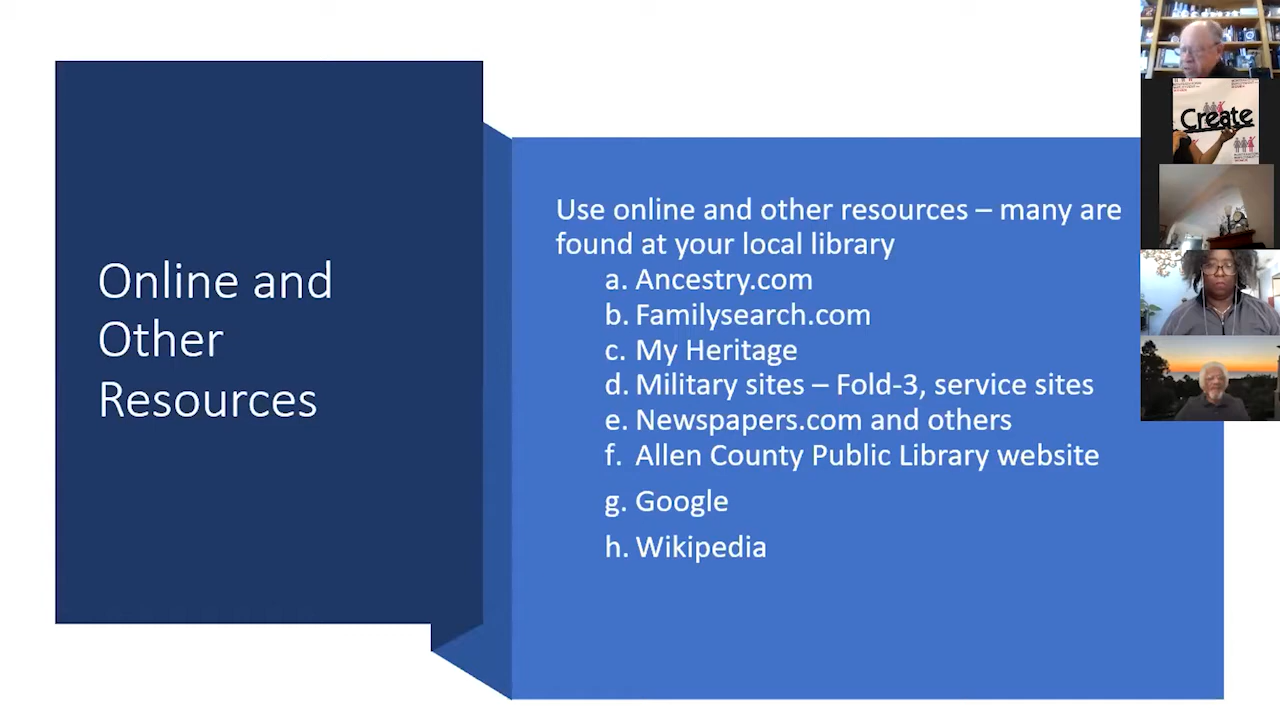 Online and
Other
Resources
Use online and other resources – many are
found at your local library
a. Ancestry.com
b. Familysearch.com
c. My Heritage
d. Military sites – Fold-3, service sites
e. Newspapers.com and others
f. Allen County Public Library website
g. Google
h. Wikipedia
Create